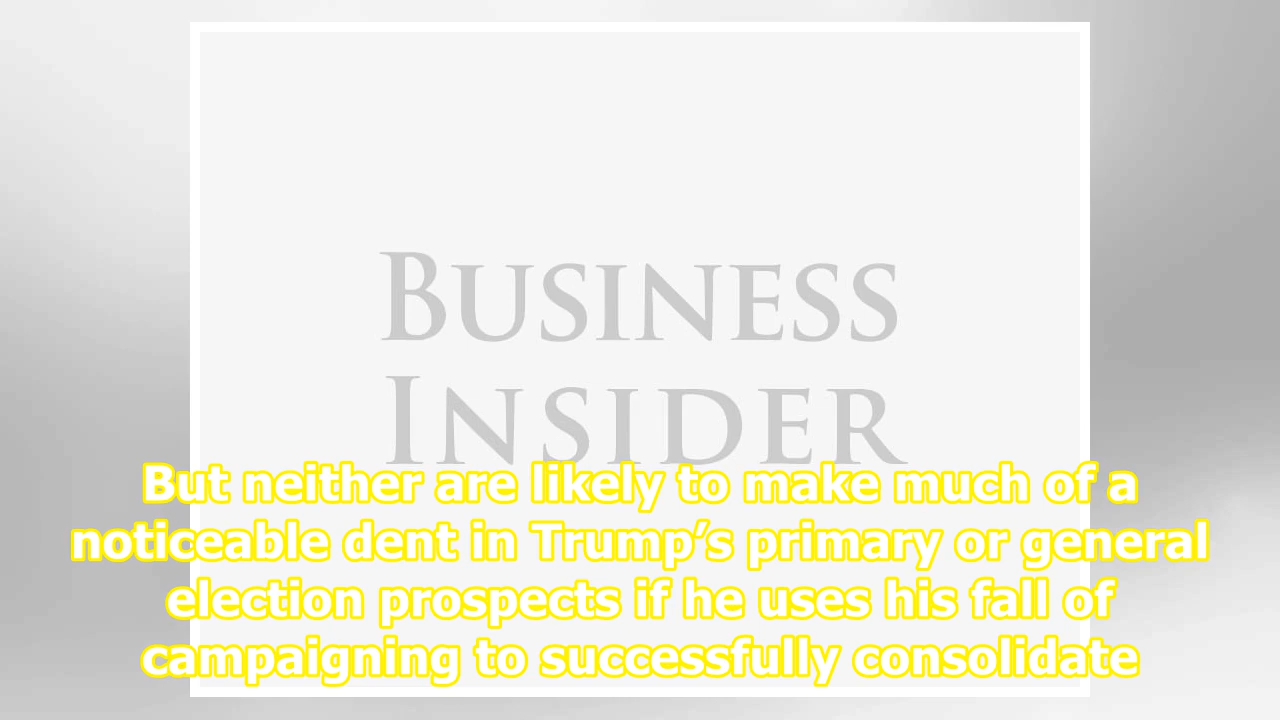 BUSINESS
INSIDER
But neither are likely to make much of a
noticeable dent in Trump’s primary or general
election prospects if he uses his fall of
campaigning to successfully consolidate